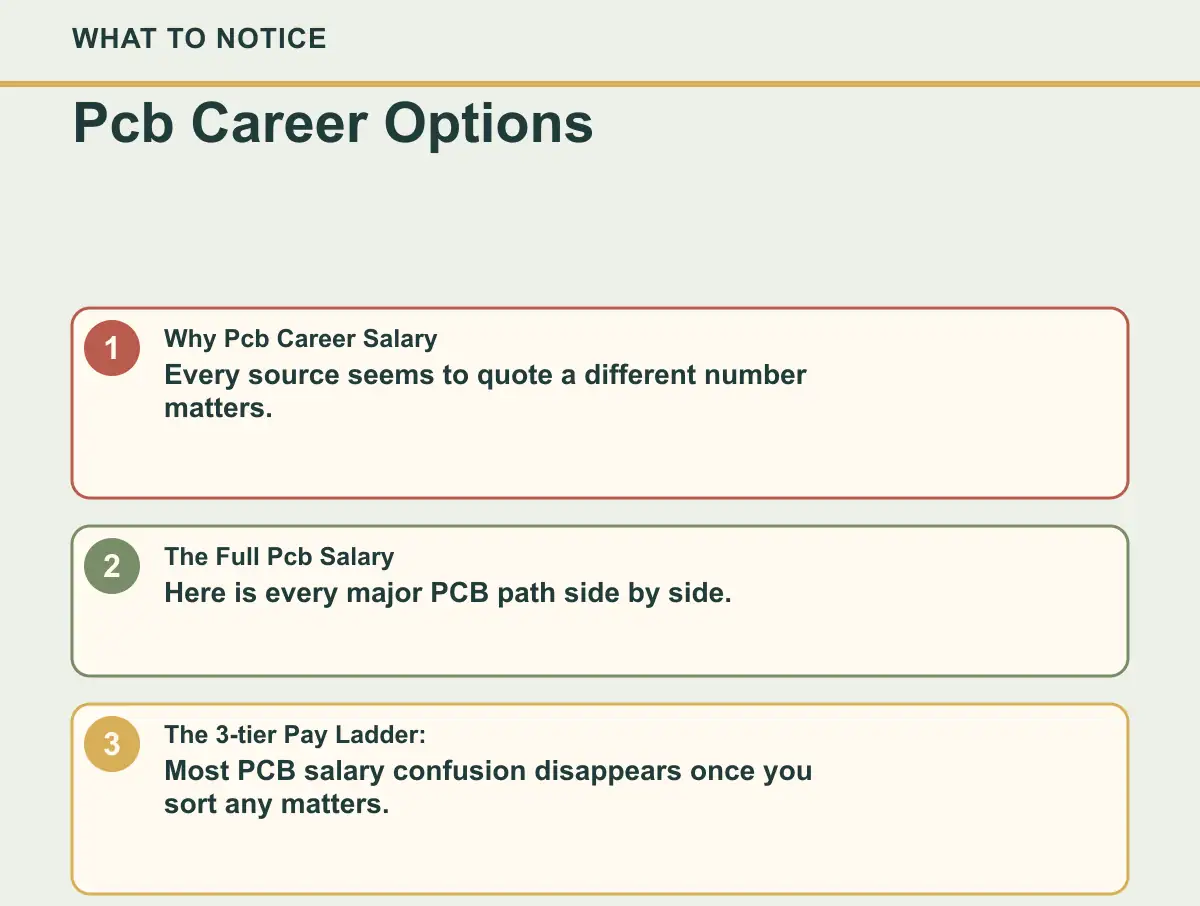 WHAT TO NOTICE
Pcb Career Options
1
Why Pcb Career Salary
Every source seems to quote a different number
matters.
2
The Full Pcb Salary
Here is every major PCB path side by side.
3
The 3-tier Pay Ladder:
Most PCB salary confusion disappears once you
sort any matters.